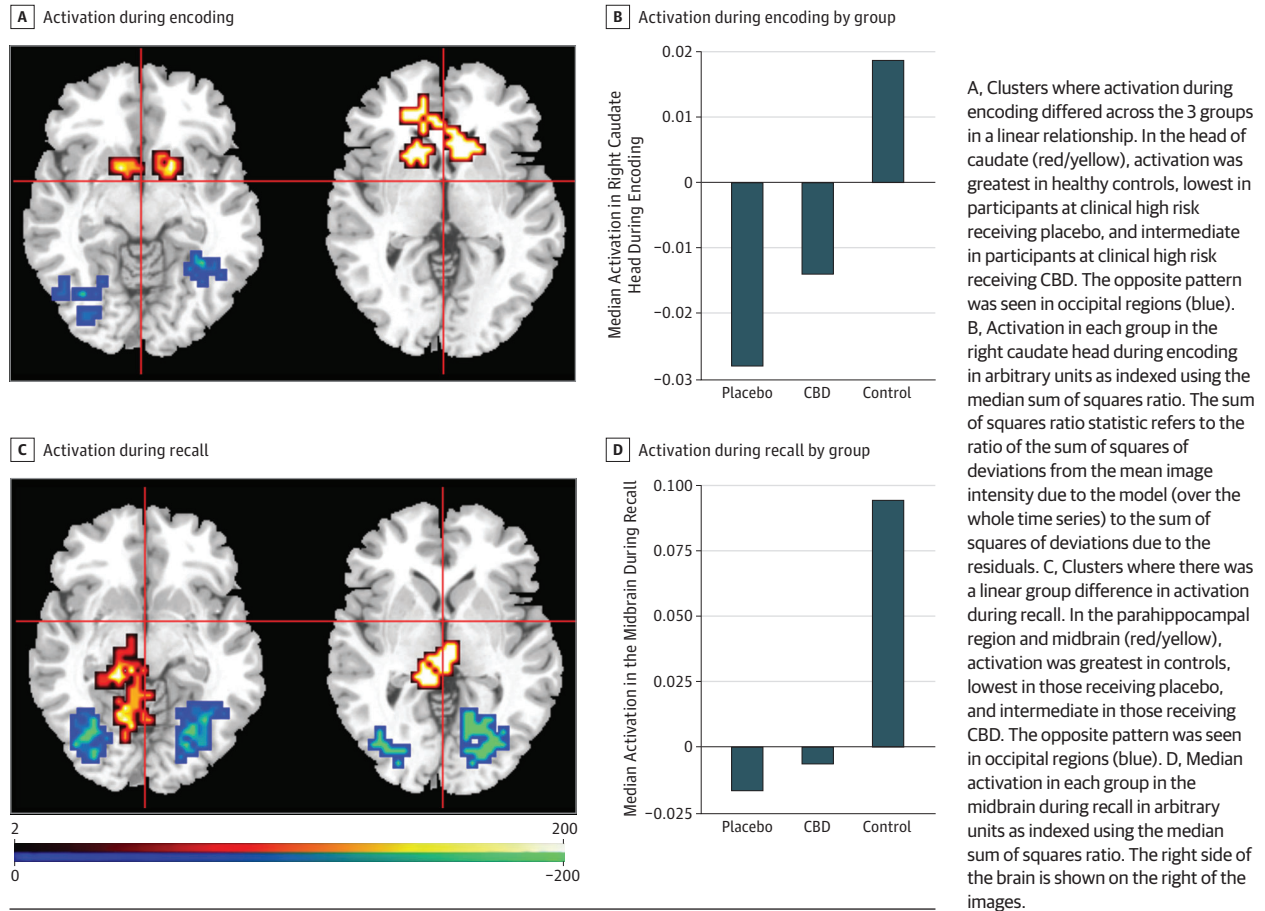 A Activation during encoding
B Activation during encoding by group
Median Activation in Right Caudate
Head During Encoding
0.02
0.01
0
−0.01
−0.02
−0.03
Placebo
CBD
Control
C Activation during recall
2
200
0
−200
D Activation during recall by group
Median Activation in the Midbrain During Recall
0.100
0.075
0.050
0.025
0
−0.025
Placebo
CBD
Control
A, Clusters where activation during
encoding differed across the 3 groups
in a linear relationship. In the head of
caudate (red/yellow), activation was
greatest in healthy controls, lowest in
participants at clinical high risk
receiving placebo, and intermediate
in participants at clinical high risk
receiving CBD. The opposite pattern
was seen in occipital regions (blue).
B, Activation in each group in the
right caudate head during encoding
in arbitrary units as indexed using the
median sum of squares ratio. The sum
of squares ratio statistic refers to the
ratio of the sum of squares of
deviations from the mean image
intensity due to the model (over the
whole time series) to the sum of
squares of deviations due to the
residuals. C, Clusters where there was
a linear group difference in activation
during recall. In the parahippocampal
region and midbrain (red/yellow),
activation was greatest in controls,
lowest in those receiving placebo,
and intermediate in those receiving
CBD. The opposite pattern was seen
in occipital regions (blue). D, Median
activation in each group in the
midbrain during recall in arbitrary
units as indexed using the median
sum of squares ratio. The right side of
the brain is shown on the right of the
images.